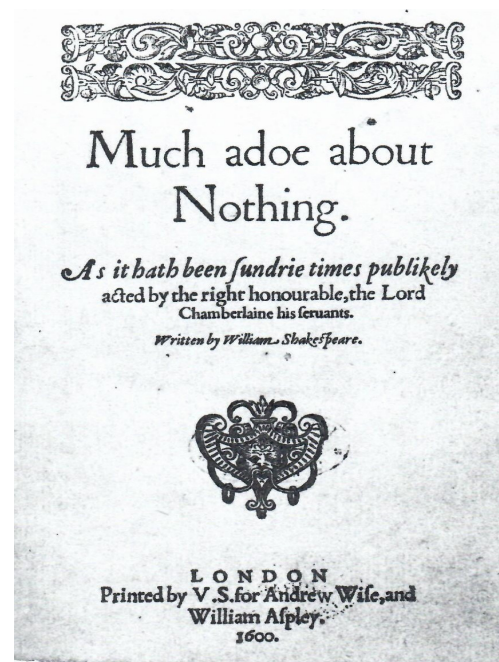 Much adoe about
Nothing.
As it hath been ſundrie times publikely
acted by the right honourable, the Lord
Chamberlaine his ſeruants.
Written by William Shakeſpeare.
LONDON
Printed by V.S. for Andrew Wiſe, and
William Aſpley.
1600.